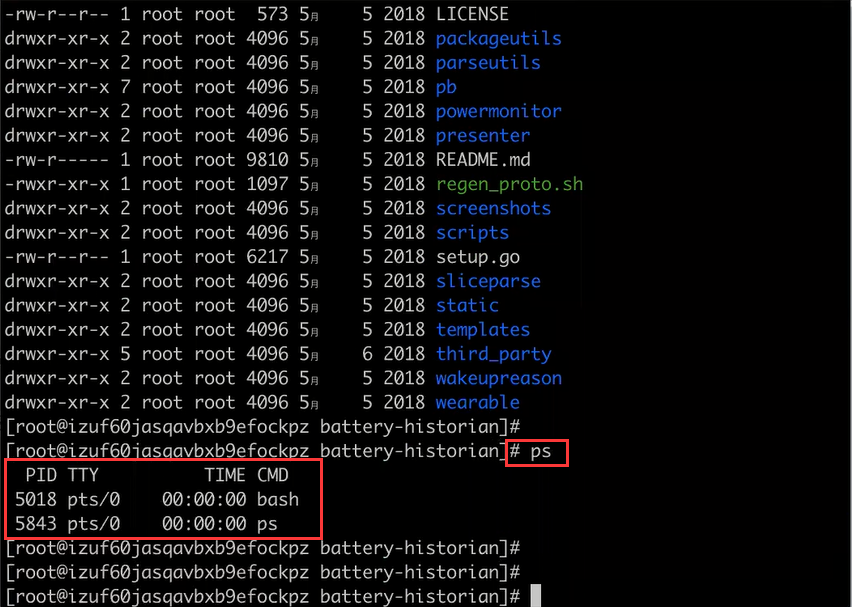 -rw-r--r-- 1 root root  573 5月    5 2018 LICENSE
drwxr-xr-x 2 root root 4096 5月    5 2018 packageutils
drwxr-xr-x 2 root root 4096 5月    5 2018 parseutils
drwxr-xr-x 7 root root 4096 5月    5 2018 pb
drwxr-xr-x 2 root root 4096 5月    5 2018 powermonitor
drwxr-xr-x 2 root root 4096 5月    5 2018 presenter
-rw-r----- 1 root root 9810 5月    5 2018 README.md
-rwxr-xr-x 1 root root 1097 5月    5 2018 regen_proto.sh
drwxr-xr-x 2 root root 4096 5月    5 2018 screenshots
drwxr-xr-x 2 root root 4096 5月    5 2018 scripts
-rw-r--r-- 1 root root 6217 5月    5 2018 setup.go
drwxr-xr-x 2 root root 4096 5月    5 2018 sliceparse
drwxr-xr-x 2 root root 4096 5月    5 2018 static
drwxr-xr-x 2 root root 4096 5月    5 2018 templates
drwxr-xr-x 5 root root 4096 5月    6 2018 third_party
drwxr-xr-x 2 root root 4096 5月    5 2018 wakeupreason
drwxr-xr-x 2 root root 4096 5月    5 2018 wearable
[root@izuf60jasqavbxb9efockpz battery-historian]#
[root@izuf60jasqavbxb9efockpz battery-historian]# ps
  PID TTY          TIME CMD
 5018 pts/0    00:00:00 bash
 5843 pts/0    00:00:00 ps
[root@izuf60jasqavbxb9efockpz battery-historian]#
[root@izuf60jasqavbxb9efockpz battery-historian]#
[root@izuf60jasqavbxb9efockpz battery-historian]#